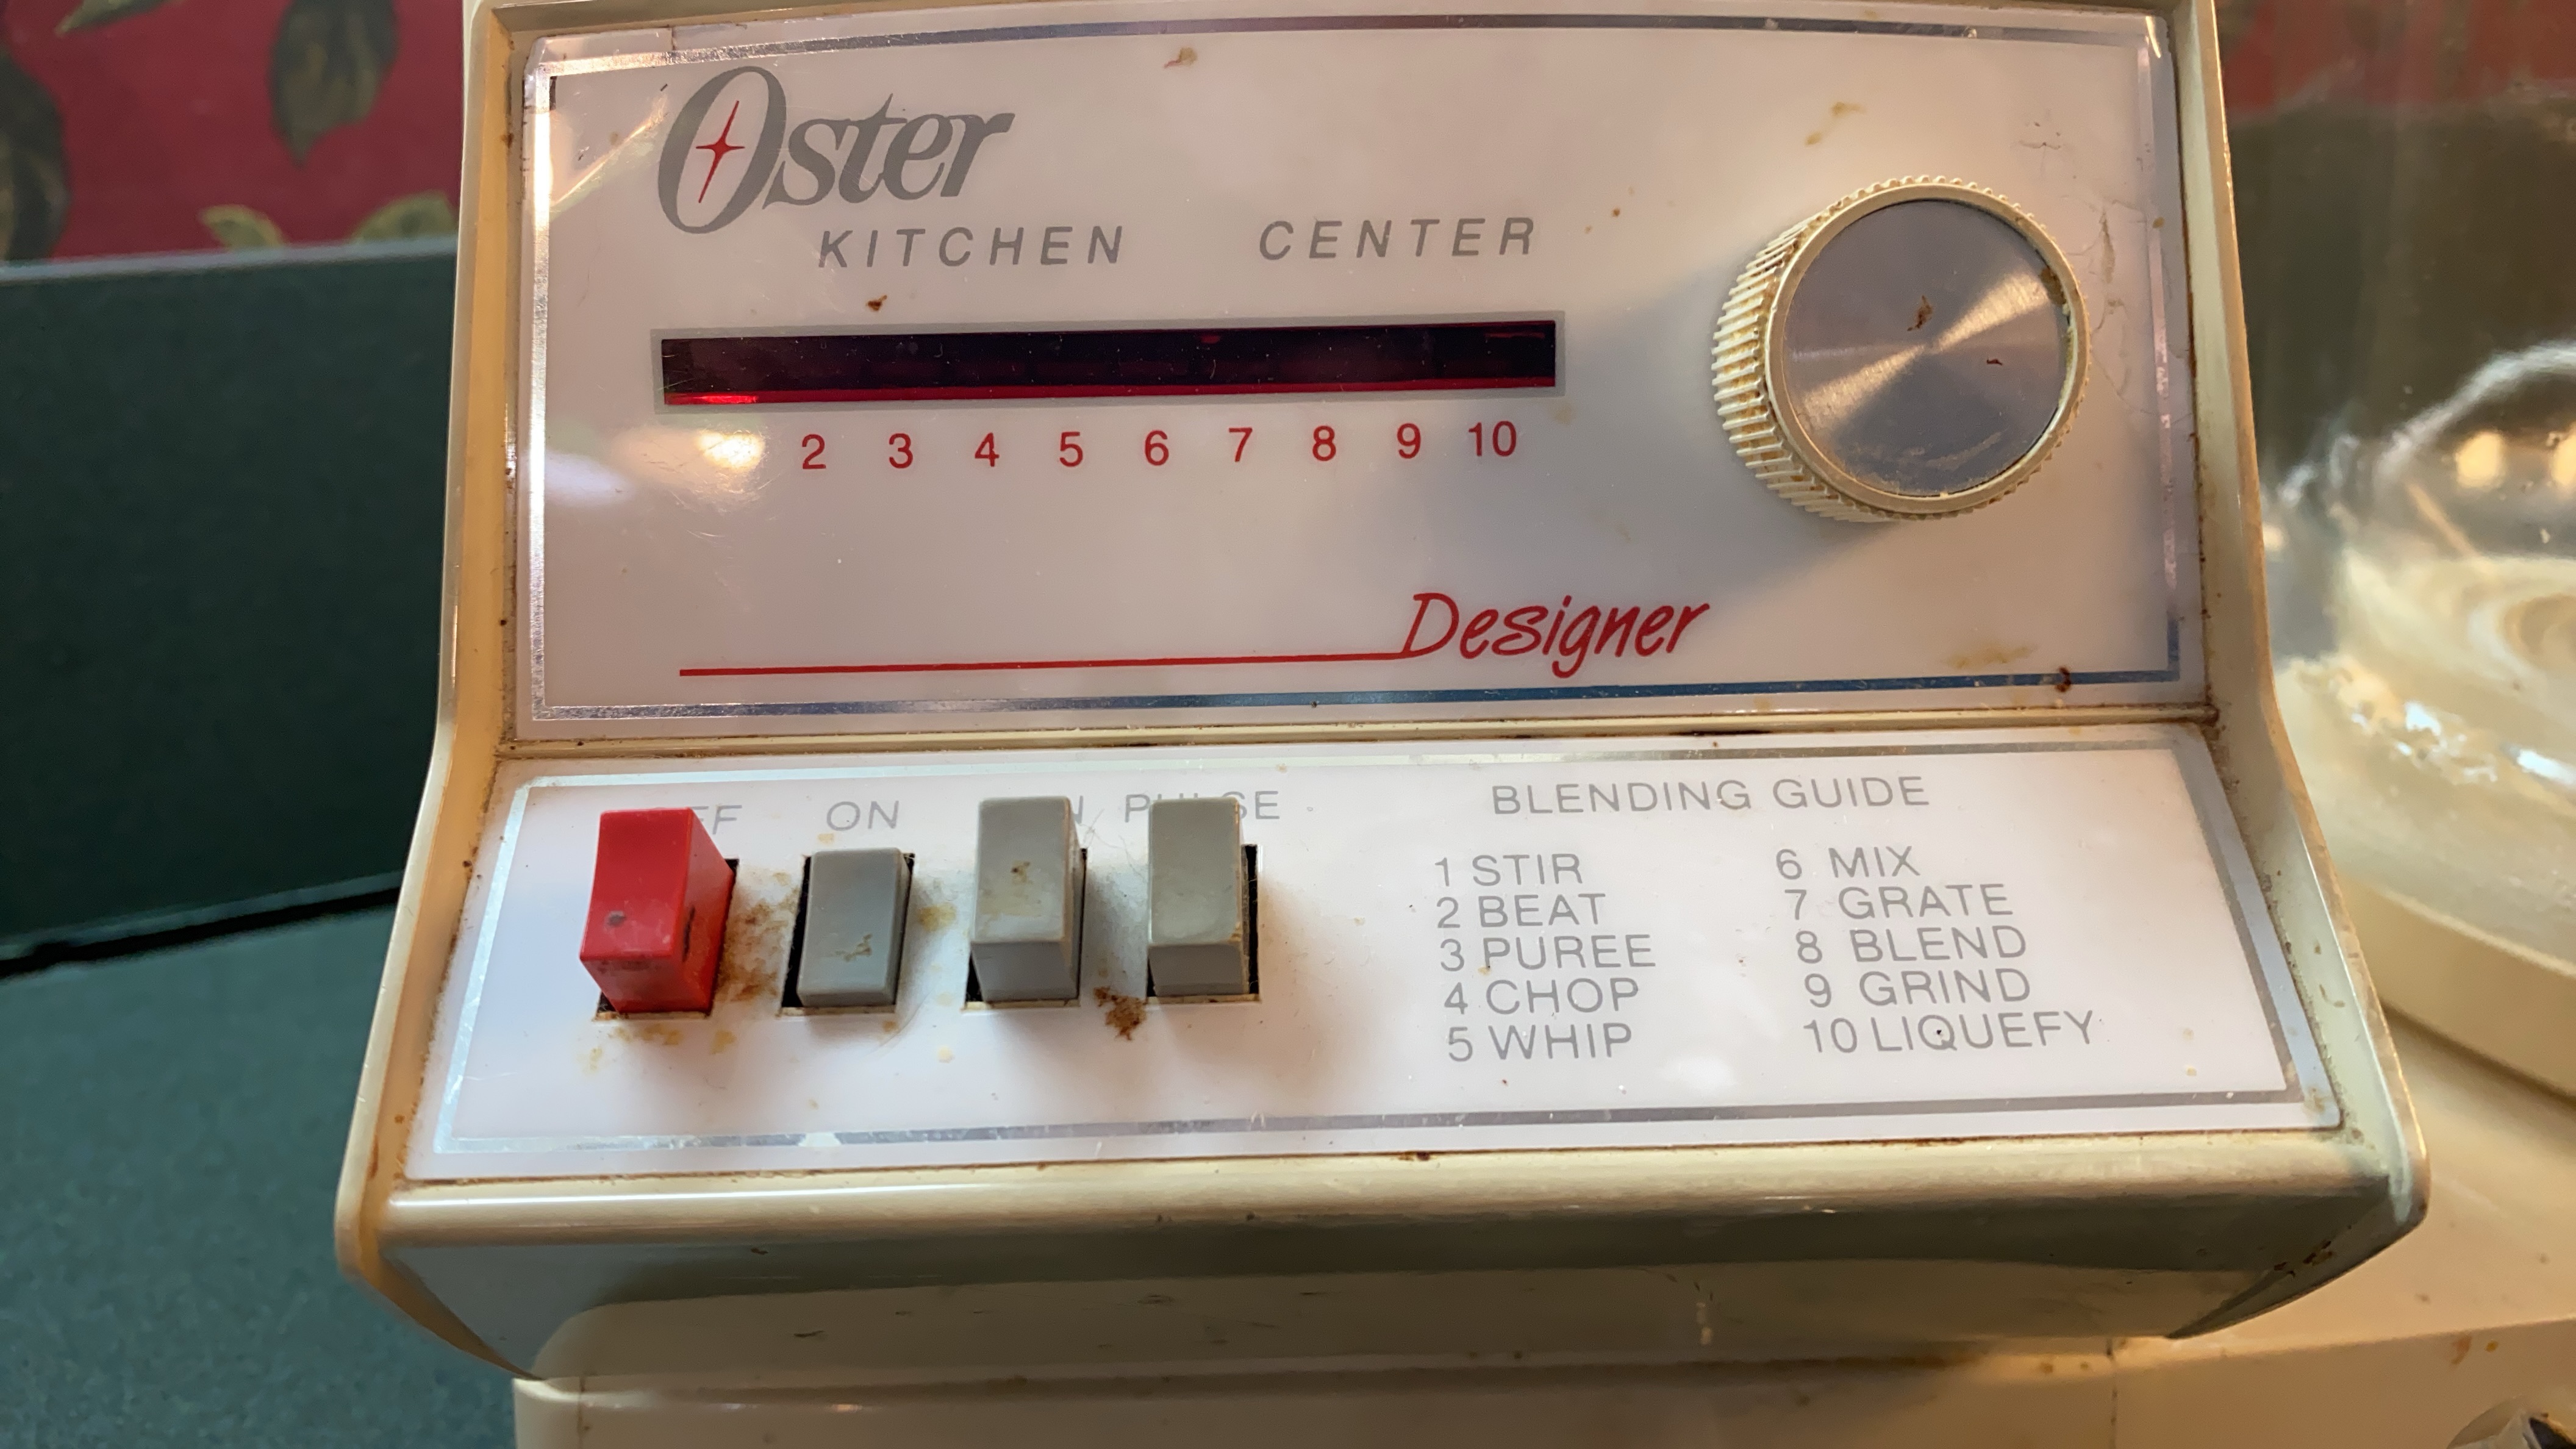 Oster
KITCHEN CENTER
2 3 4 5 6 7 8 9 10
Designer
ON
BLENDING GUIDE
1 STIR
2 BEAT
3 PUREE
4 CHOP
5 WHIP
6 MIX
7 GRATE
8 BLEND
9 GRIND
10 LIQUEFY